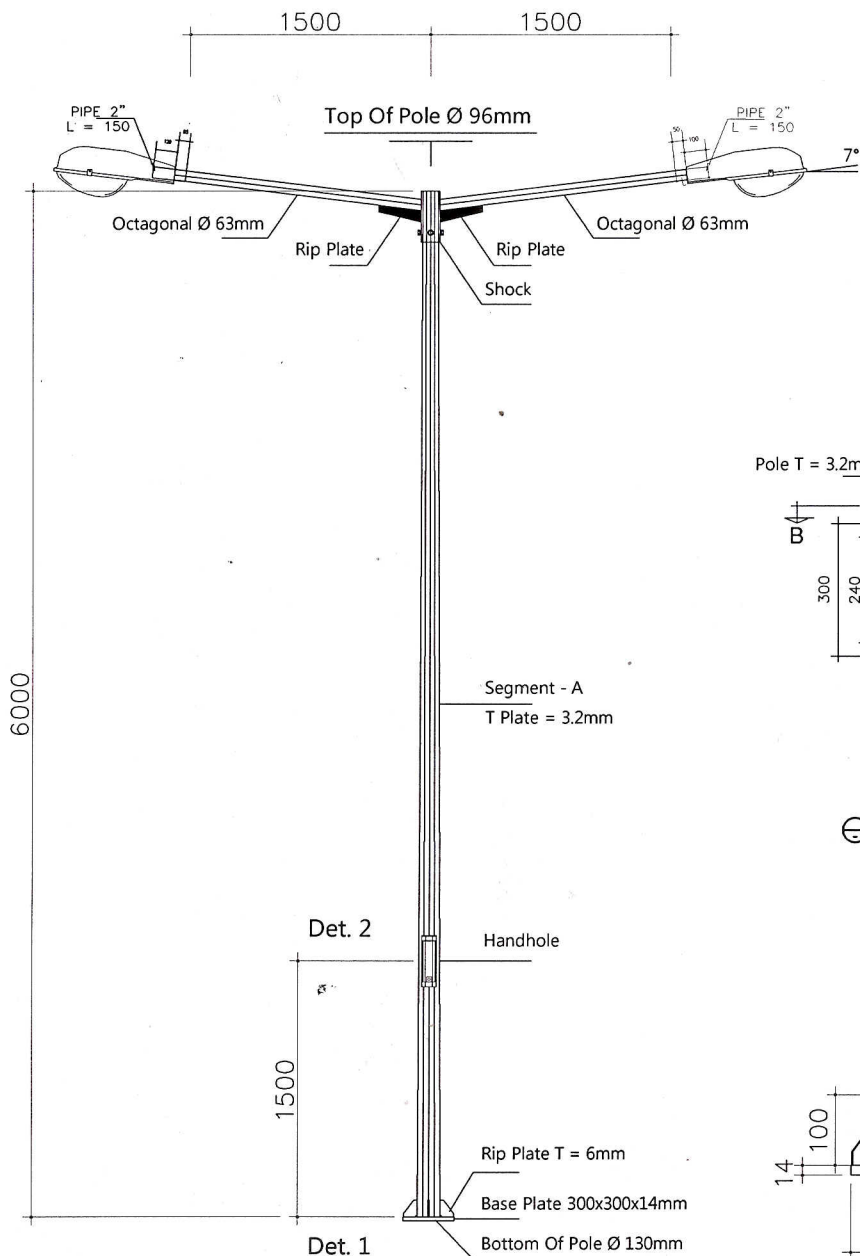 1500
1500
PIPE 2"
L = 150
Top Of Pole Ø 96mm
50
100
PIPE 2"
L = 150
7°
Octagonal Ø 63mm
Octagonal Ø 63mm
Rip Plate
Rip Plate
Shock
Pole T = 3.2m
B
300
240
6000
Segment - A
T Plate = 3.2mm
Det. 2
Handhole
1500
100
14
Rip Plate T = 6mm
Base Plate 300x300x14mm
Det. 1
Bottom Of Pole Ø 130mm